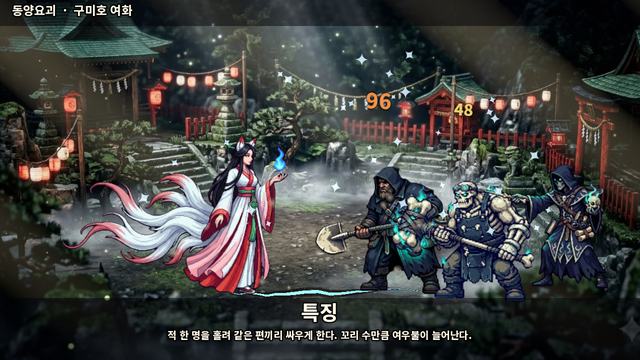 동양요괴 · 구미호 여화
96
48
특징
적 한 명을 홀려 같은 편끼리 싸우게 한다. 꼬리 수만큼 여우불이 늘어난다.